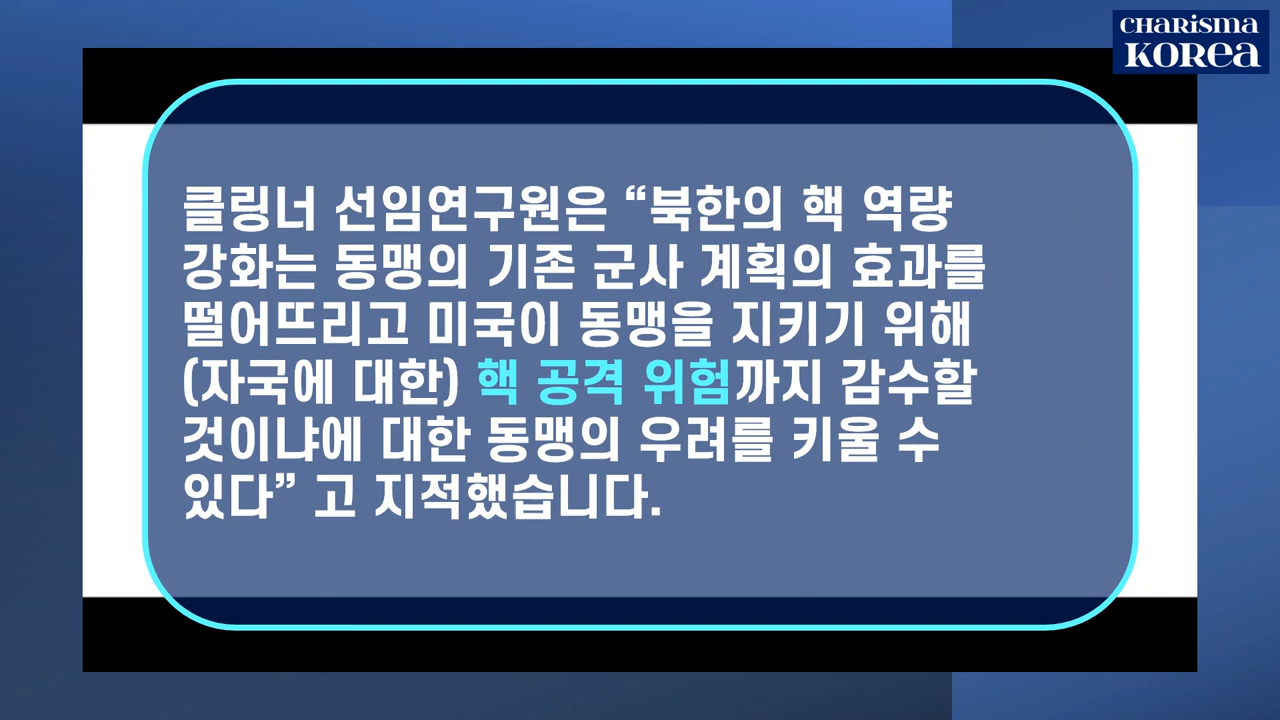 CHARISMA
KOREA
클링너 선임연구원은 “북한의 핵 역량
강화는 동맹의 기존 군사 계획의 효과를
떨어뜨리고 미국이 동맹을 지키기 위해
(자국에 대한) 핵 공격 위험까지 감수할
것이냐에 대한 동맹의 우려를 키울 수
있다” 고 지적했습니다.